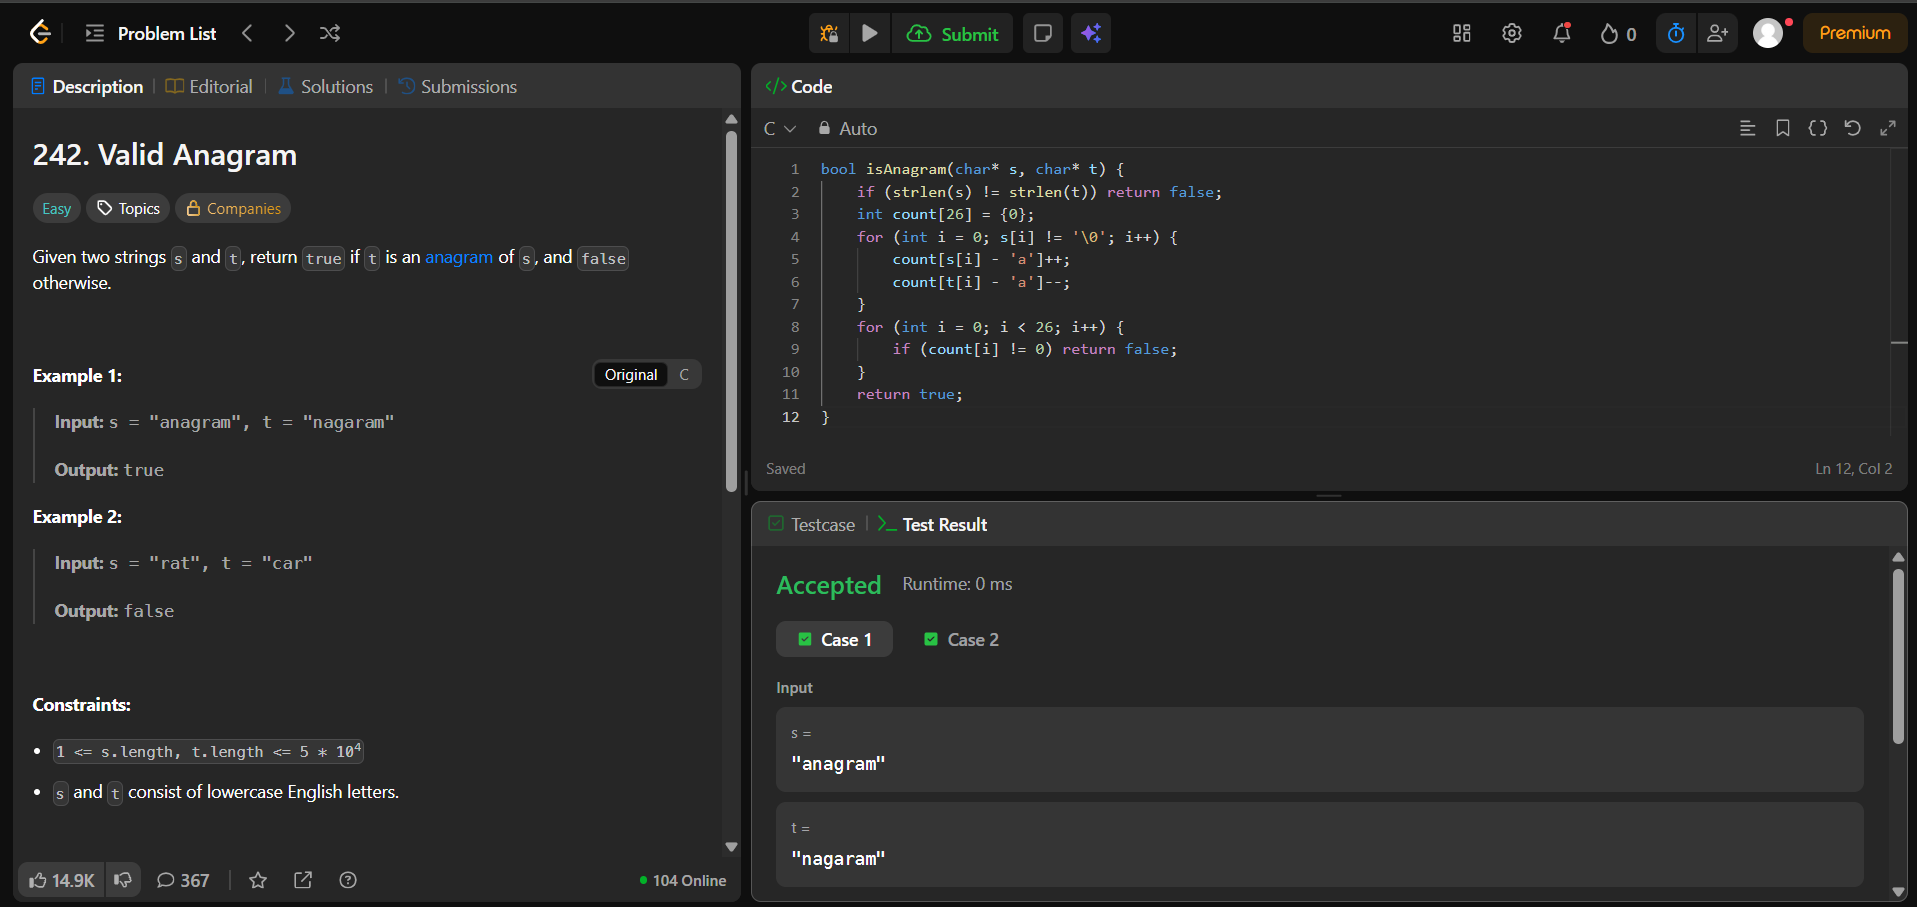 Problem List
Submit
0
Premium
Description
Editorial
Solutions
Submissions
242. Valid Anagram
Easy
Topics
Companies
Given two strings s and t, return true if t is an anagram of s, and false
otherwise.
Example 1:
Original C
Input: s = "anagram", t = "nagaram"
Output: true
Example 2:
Input: s = "rat", t = "car"
Output: false
Constraints:
• 1 <= s.length, t.length <= 5 * 10⁴
• s and t consist of lowercase English letters.
14.9K
367
104 Online
</> Code
C
Auto
1 bool isAnagram(char* s, char* t) {
2     if (strlen(s) != strlen(t)) return false;
3     int count[26] = {0};
4     for (int i = 0; s[i] != '\0'; i++) {
5         count[s[i] - 'a']++;
6         count[t[i] - 'a']--;
7     }
8     for (int i = 0; i < 26; i++) {
9         if (count[i] != 0) return false;
10     }
11     return true;
12 }
Saved
Ln 12, Col 2
Testcase
Test Result
Accepted
Runtime: 0 ms
Case 1
Case 2
Input
s =
"anagram"
t =
"nagaram"